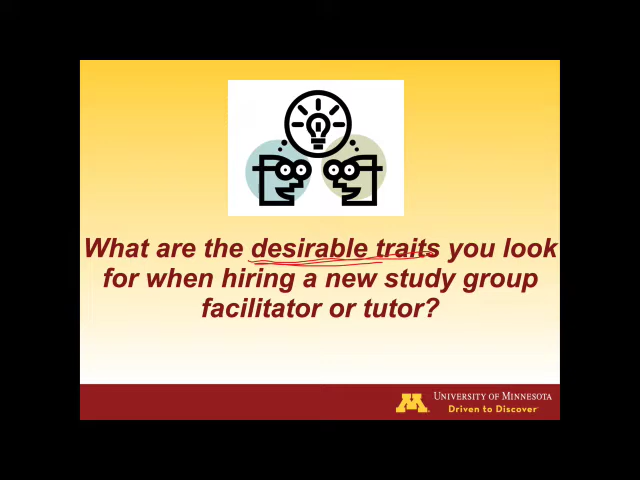 What are the desirable traits you look
for when hiring a new study group
facilitator or tutor?
UNIVERSITY OF MINNESOTA
Driven to Discover